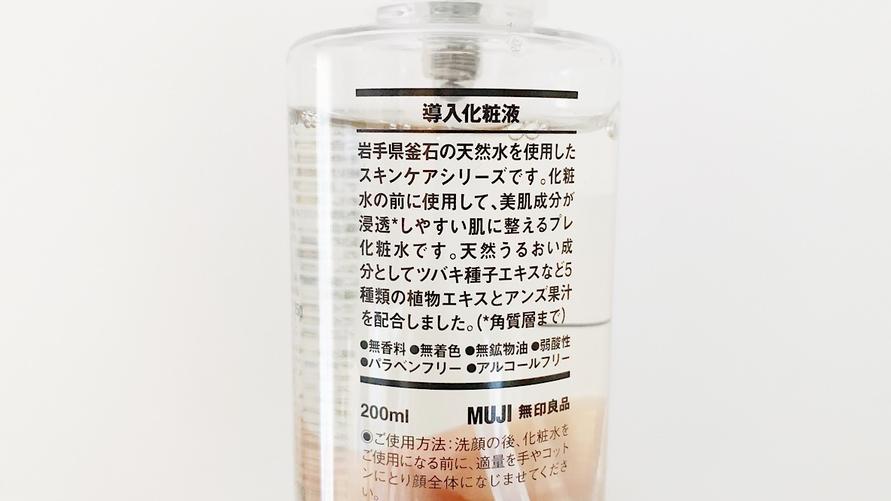 導入化粧液
岩手県釜石の天然水を使用した
スキンケアシリーズです。化粧
水の前に使用して、美肌成分が
浸透*しやすい肌に整えるプレ
化粧水です。天然うるおい成
分としてツバキ種子エキスなど5
種類の植物エキスとアンズ果汁
を配合しました。(*角質層まで)
●無香料 ●無着色 ●無鉱物油 ●弱酸性
●パラベンフリー ●アルコールフリー
200ml MUJI 無印良品
◉ご使用方法:洗顔の後、化粧水を
ご使用になる前に、適量を手やコット
ンにとり顔全体になじませてくださ
い。